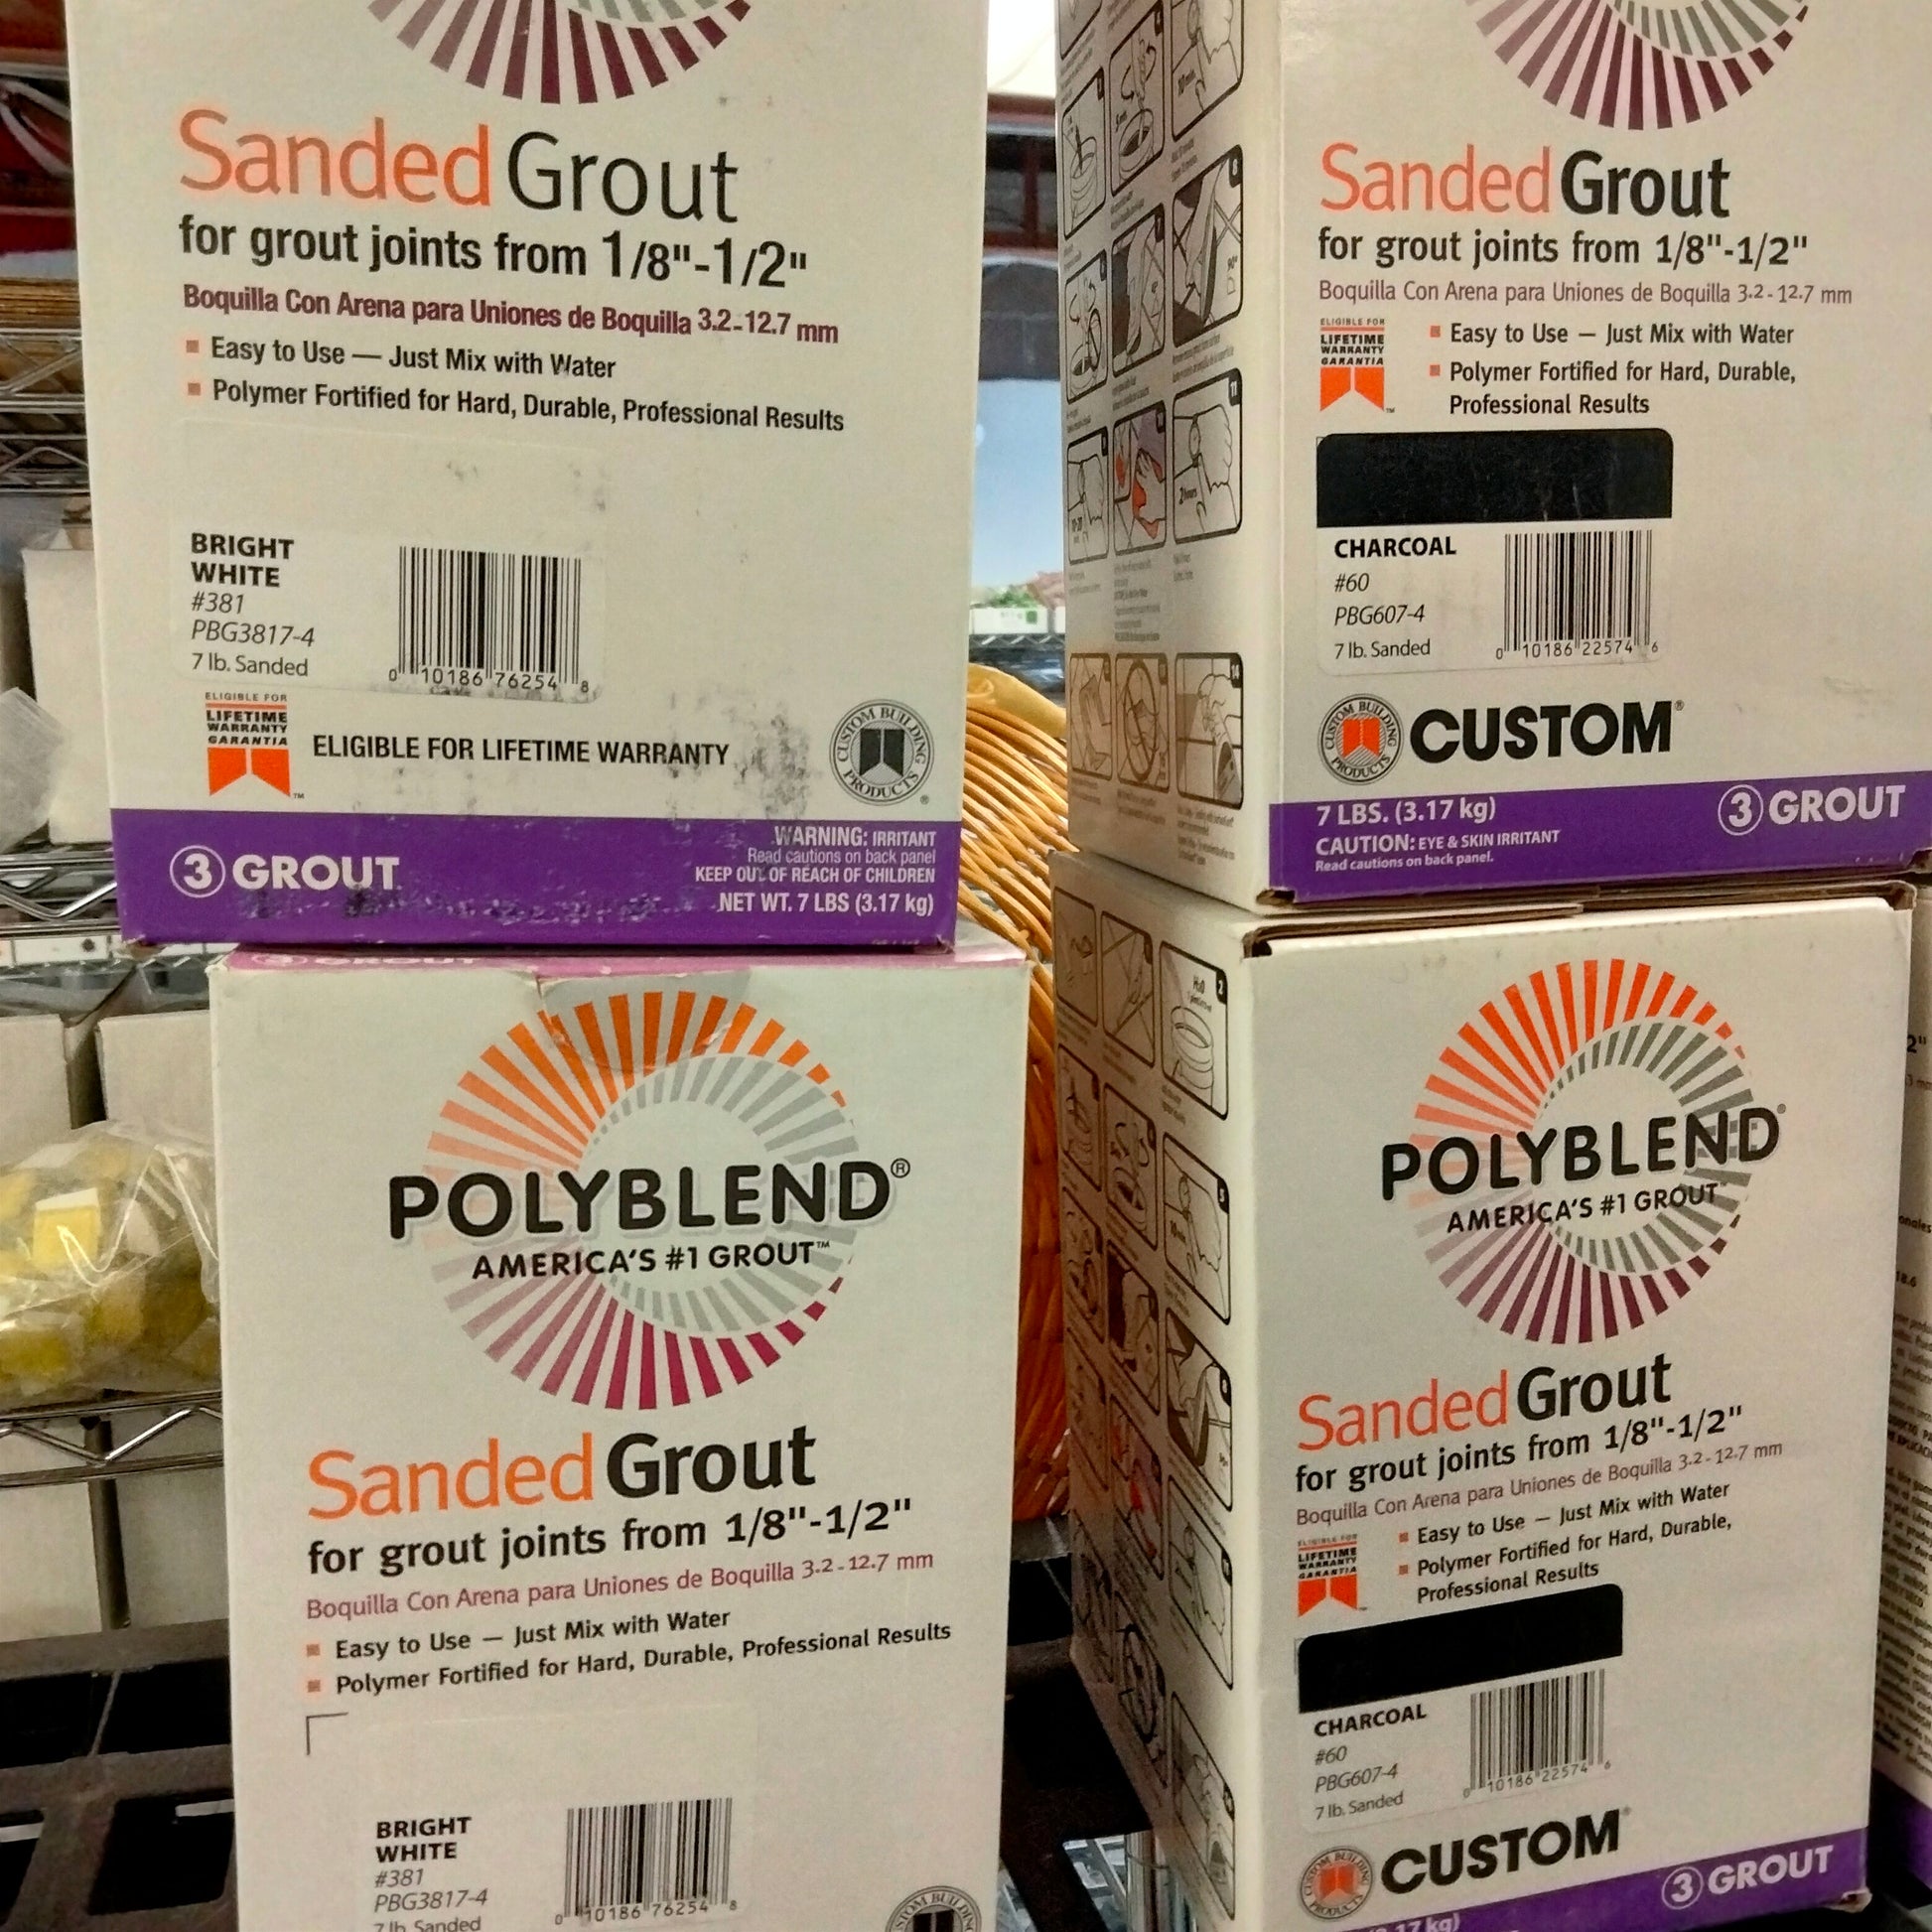 Sanded Grout
for grout joints from 1/8"-1/2"
Boquilla Con Arena para Uniones de Boquilla 3.2-12.7 mm
Easy to Use — Just Mix with Water
Polymer Fortified for Hard, Durable, Professional Results
BRIGHT
WHITE
#381
PBG3817-4
7 lb. Sanded
0 10186 76254 8
ELIGIBLE FOR
LIFETIME
WARRANTY
GARANTIA
™
ELIGIBLE FOR LIFETIME WARRANTY
CUSTOM BUILDING PRODUCTS
®
3 GROUT
WARNING: IRRITANT
Read cautions on back panel
KEEP OUT OF REACH OF CHILDREN
NET WT. 7 LBS (3.17 kg)
Sanded Grout
for grout joints from 1/8"-1/2"
Boquilla Con Arena para Uniones de Boquilla 3.2-12.7 mm
ELIGIBLE FOR
LIFETIME
WARRANTY
GARANTIA
™
Easy to Use — Just Mix with Water
Polymer Fortified for Hard, Durable,
Professional Results
CHARCOAL
#60
PBG607-4
7 lb. Sanded
0 10186 22574 6
CUSTOM BUILDING PRODUCTS
CUSTOM®
7 LBS. (3.17 kg)
CAUTION: EYE & SKIN IRRITANT
Read cautions on back panel.
3 GROUT
3 GROUT
POLYBLEND®
AMERICA'S #1 GROUT™
Sanded Grout
for grout joints from 1/8"-1/2"
Boquilla Con Arena para Uniones de Boquilla 3.2-12.7 mm
Easy to Use — Just Mix with Water
Polymer Fortified for Hard, Durable, Professional Results
BRIGHT
WHITE
#381
PBG3817-4
7 lb. Sanded
0 10186 76254 8
POLYBLEND®
AMERICA'S #1 GROUT™
Sanded Grout
for grout joints from 1/8"-1/2"
Boquilla Con Arena para Uniones de Boquilla 3.2-12.7 mm
ELIGIBLE FOR
LIFETIME
WARRANTY
GARANTIA
Easy to Use — Just Mix with Water
Polymer Fortified for Hard, Durable,
Professional Results
CHARCOAL
#60
PBG607-4
7 lb. Sanded
0 10186 22574 6
CUSTOM BUILDING PRODUCTS
CUSTOM®
3 GROUT